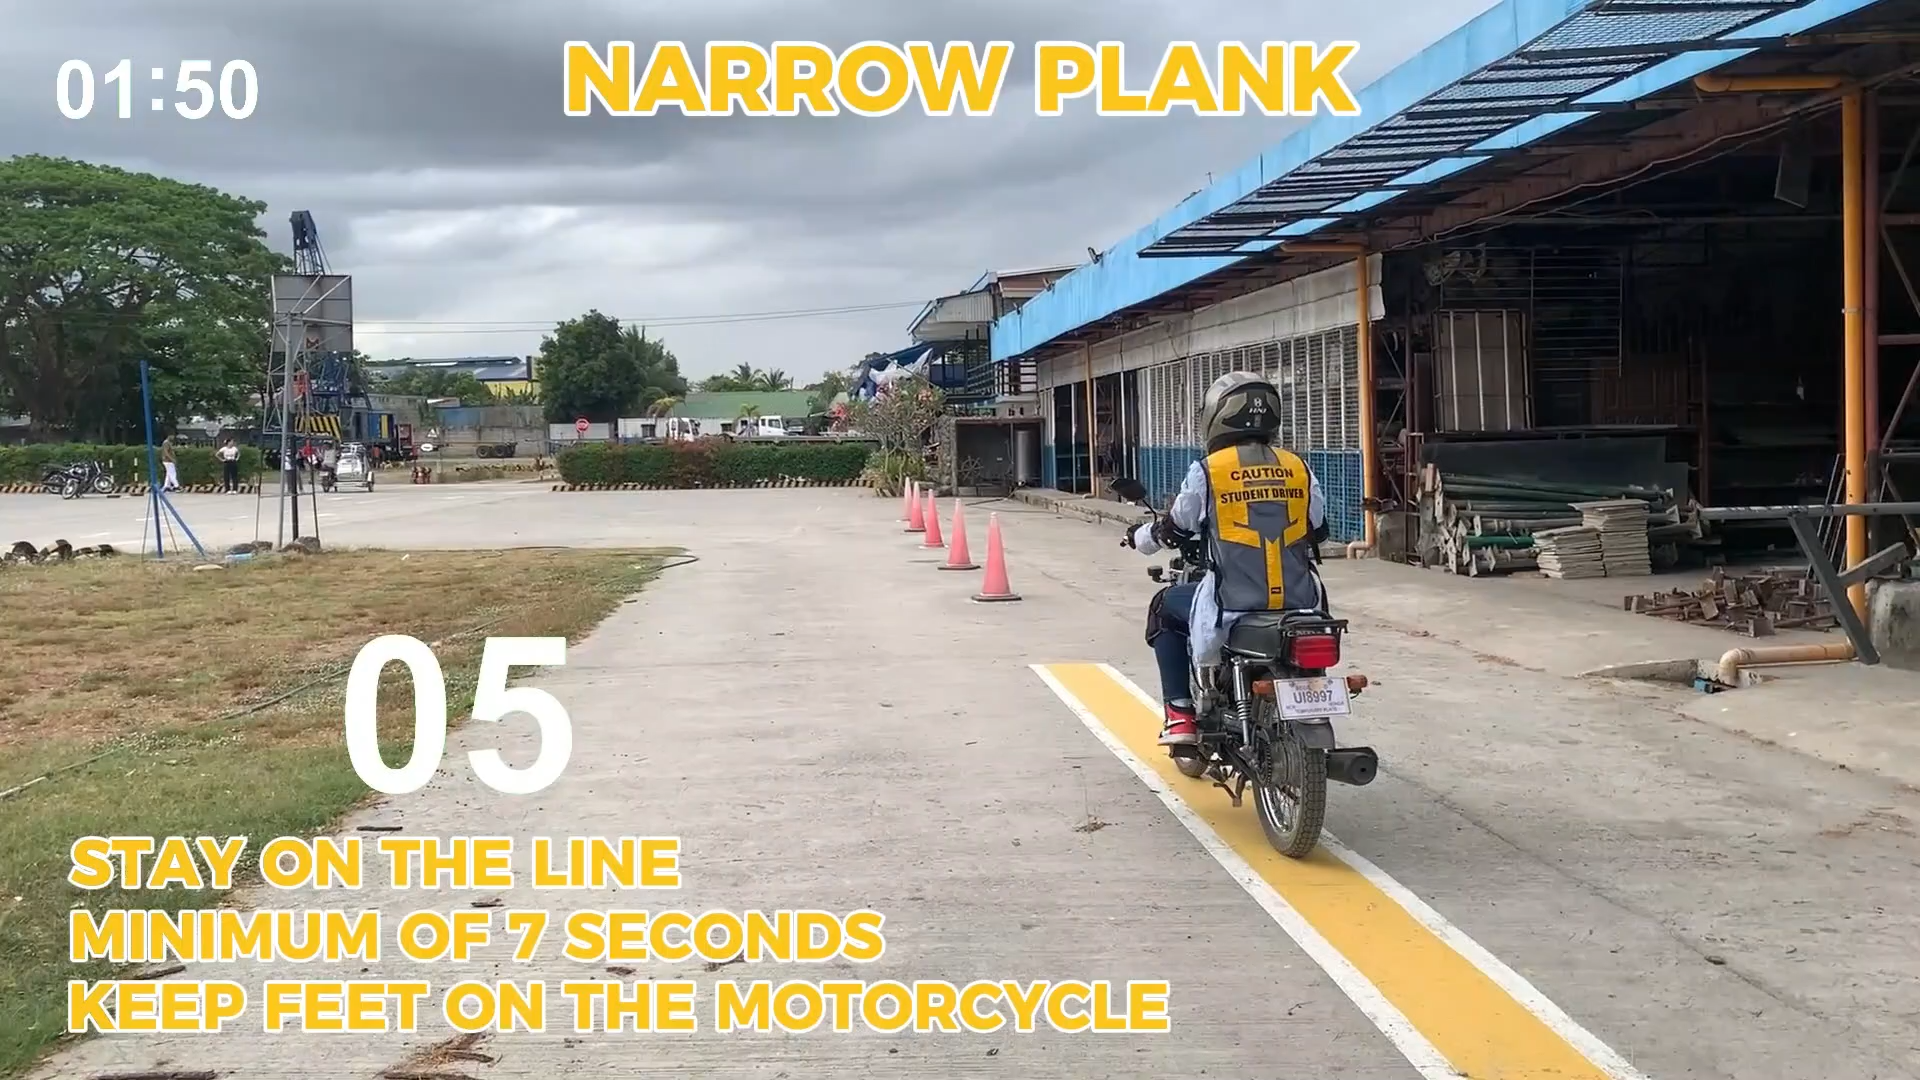 01:50
NARROW PLANK
CAUTION
STUDENT DRIVER
UI8997
05
STAY ON THE LINE
MINIMUM OF 7 SECONDS
KEEP FEET ON THE MOTORCYCLE